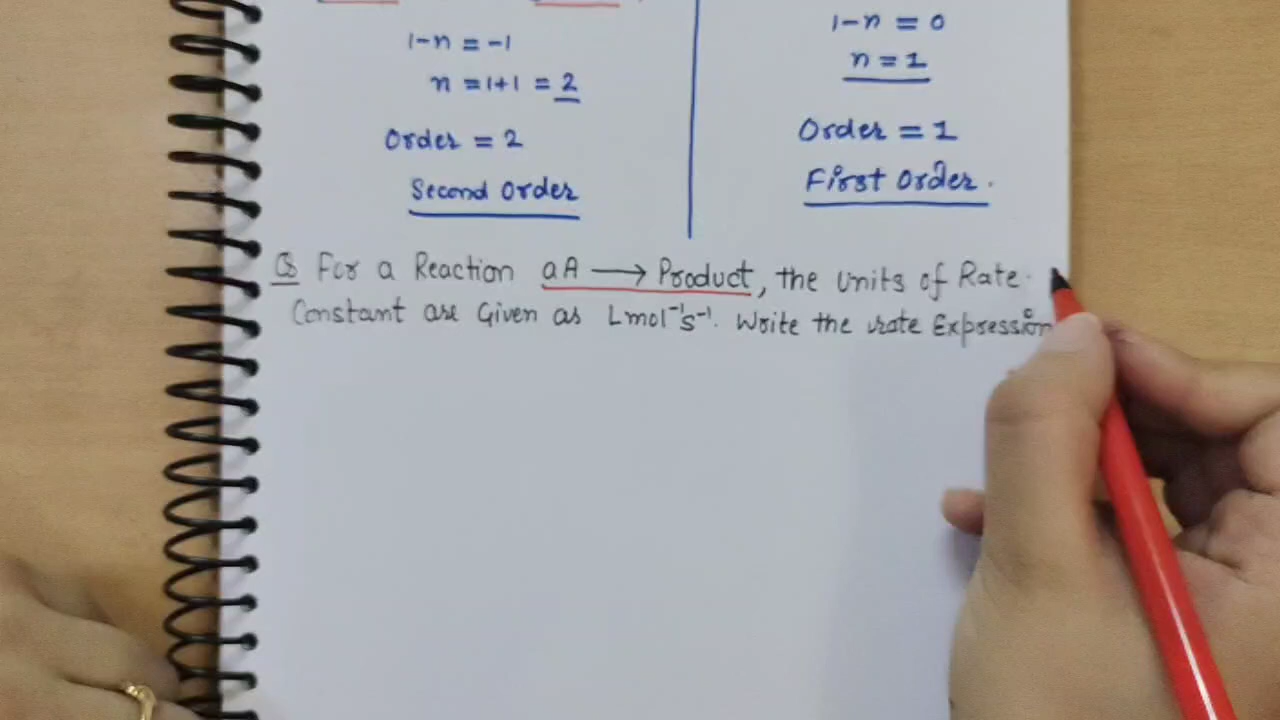 1-n = -1
n = 1+1 = 2
Order = 2
Second Order
1-n = 0
n = 1
Order = 1
First Order.
Q For a Reaction aA ⟶ Product, the units of Rate
Constant are Given as L mol⁻¹s⁻¹. Write the rate Expression